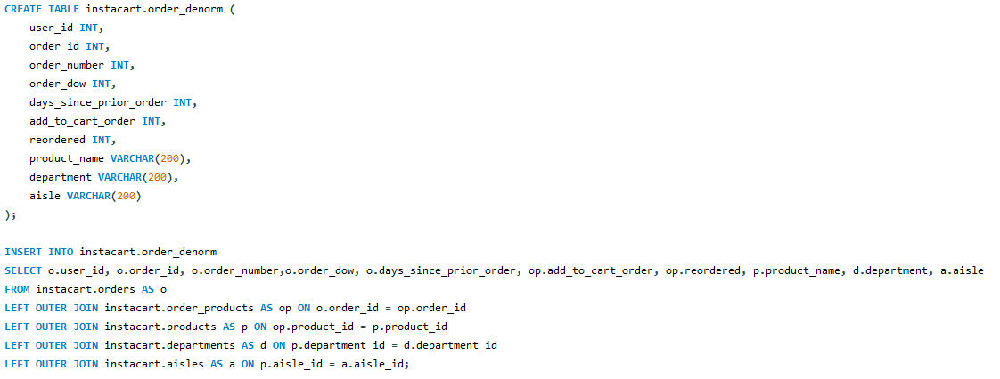 CREATE TABLE instacart.order_denorm (
    user_id INT,
    order_id INT,
    order_number INT,
    order_dow INT,
    days_since_prior_order INT,
    add_to_cart_order INT,
    reordered INT,
    product_name VARCHAR(200),
    department VARCHAR(200),
    aisle VARCHAR(200)
);

INSERT INTO instacart.order_denorm
SELECT o.user_id, o.order_id, o.order_number,o.order_dow, o.days_since_prior_order, op.add_to_cart_order, op.reordered, p.product_name, d.department, a.aisle
FROM instacart.orders AS o
LEFT OUTER JOIN instacart.order_products AS op ON o.order_id = op.order_id
LEFT OUTER JOIN instacart.products AS p ON op.product_id = p.product_id
LEFT OUTER JOIN instacart.departments AS d ON p.department_id = d.department_id
LEFT OUTER JOIN instacart.aisles AS a ON p.aisle_id = a.aisle_id;